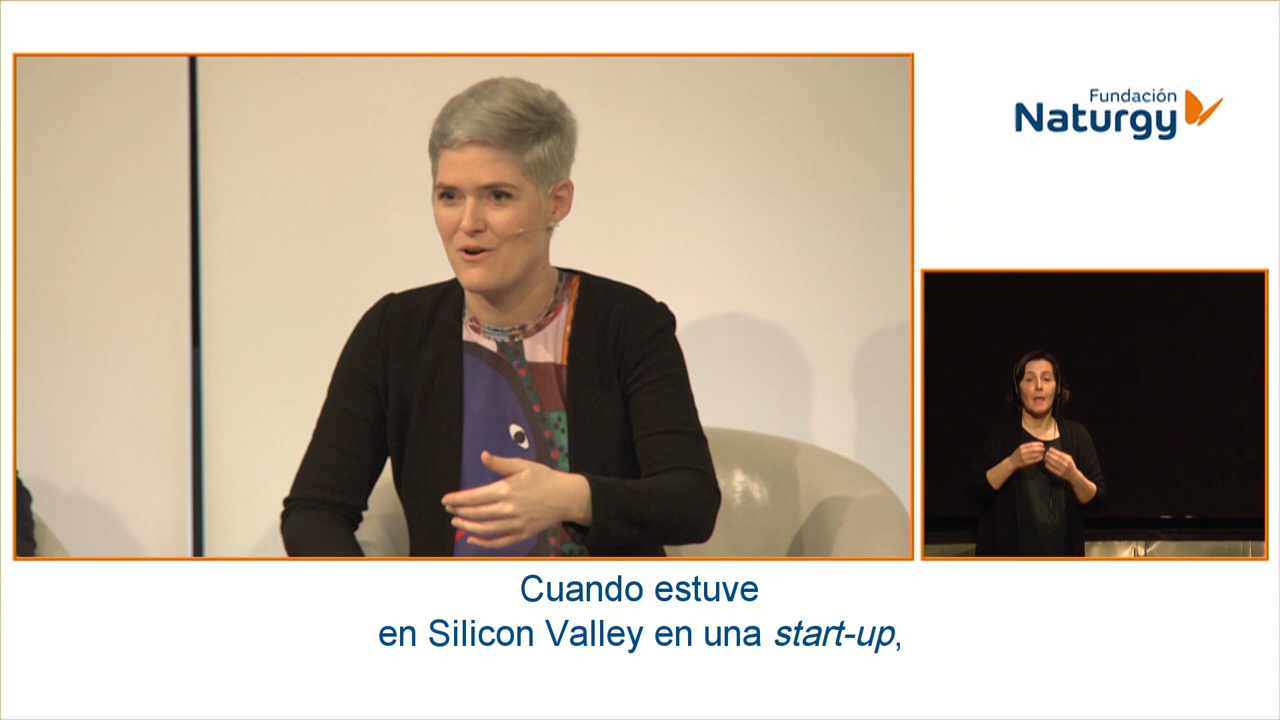 Fundación
Naturgy
Cuando estuve
en Silicon Valley en una start-up,